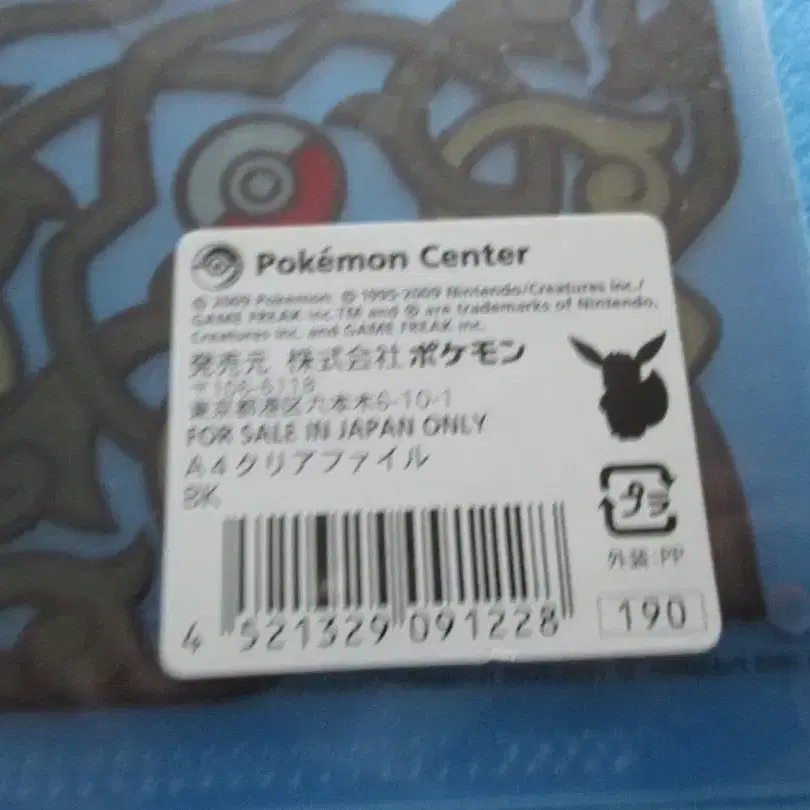 Pokémon Center
© 2009 Pokémon. © 1995-2009 Nintendo/Creatures Inc./
GAME FREAK inc. TM and ® are trademarks of Nintendo,
Creatures Inc. and GAME FREAK inc.
発売元 株式会社ポケモン
〒106-6118
東京都港区六本木6-10-1
FOR SALE IN JAPAN ONLY
A4クリアファイル
BK
プラ
外装:PP
4 521329 091228
190